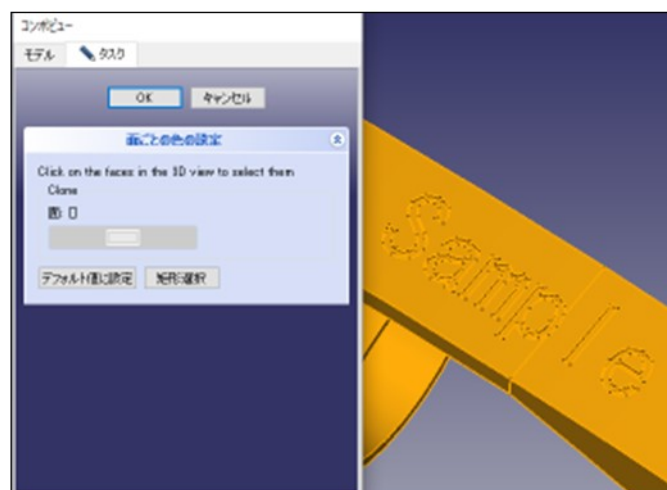 コンボビュー
モデル
タスク
OK
キャンセル
面ごとの色の設定
Click on the faces in the 3D view to select them
Clone
面: []
デフォルト値に設定
矩形選択
Sample